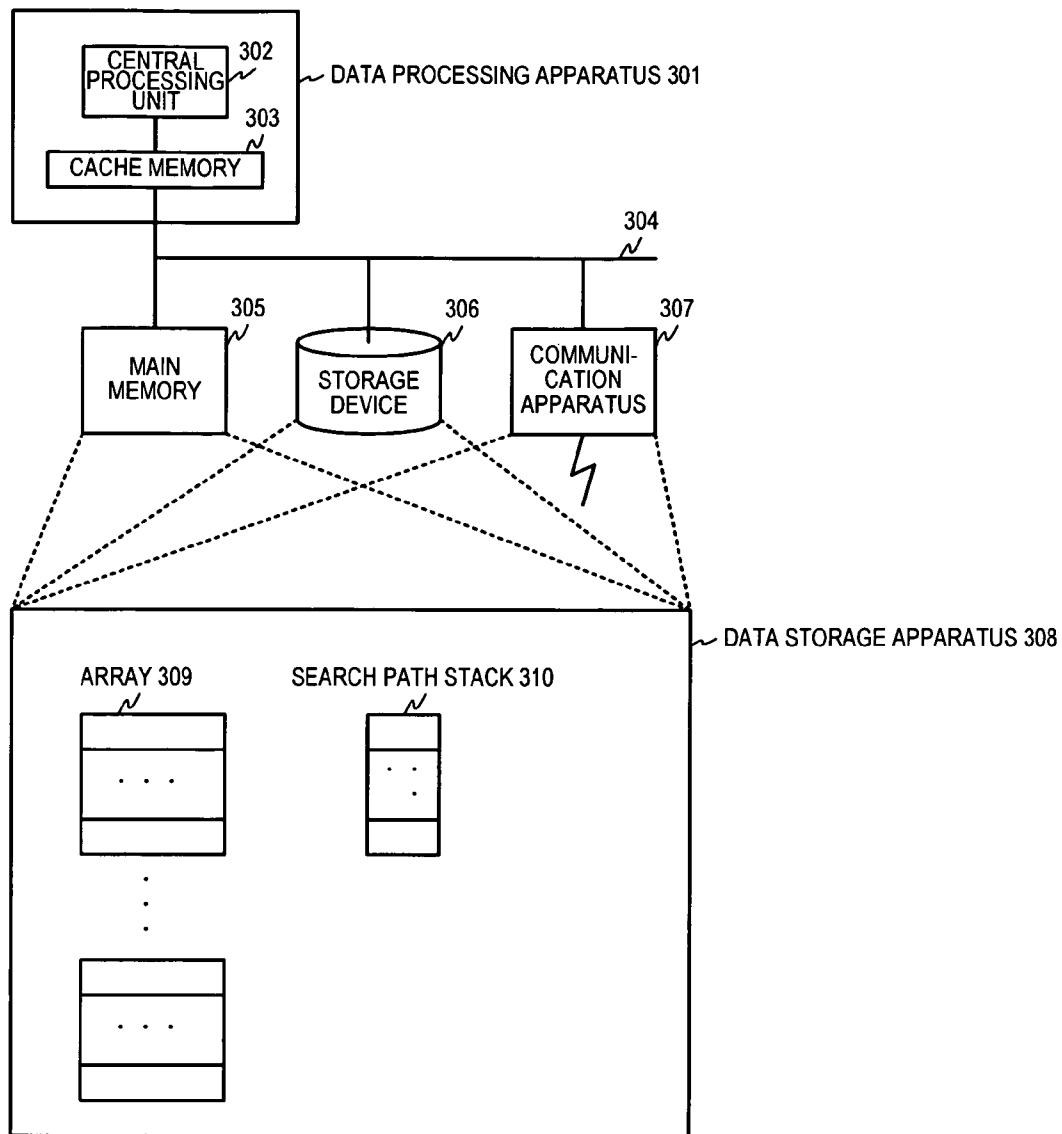 302
CENTRAL
PROCESSING
UNIT
DATA PROCESSING APPARATUS 301
303
CACHE MEMORY
304
305
306
307
MAIN
MEMORY
STORAGE
DEVICE
COMMUNI-
CATION
APPARATUS
DATA STORAGE APPARATUS 308
ARRAY 309
SEARCH PATH STACK 310